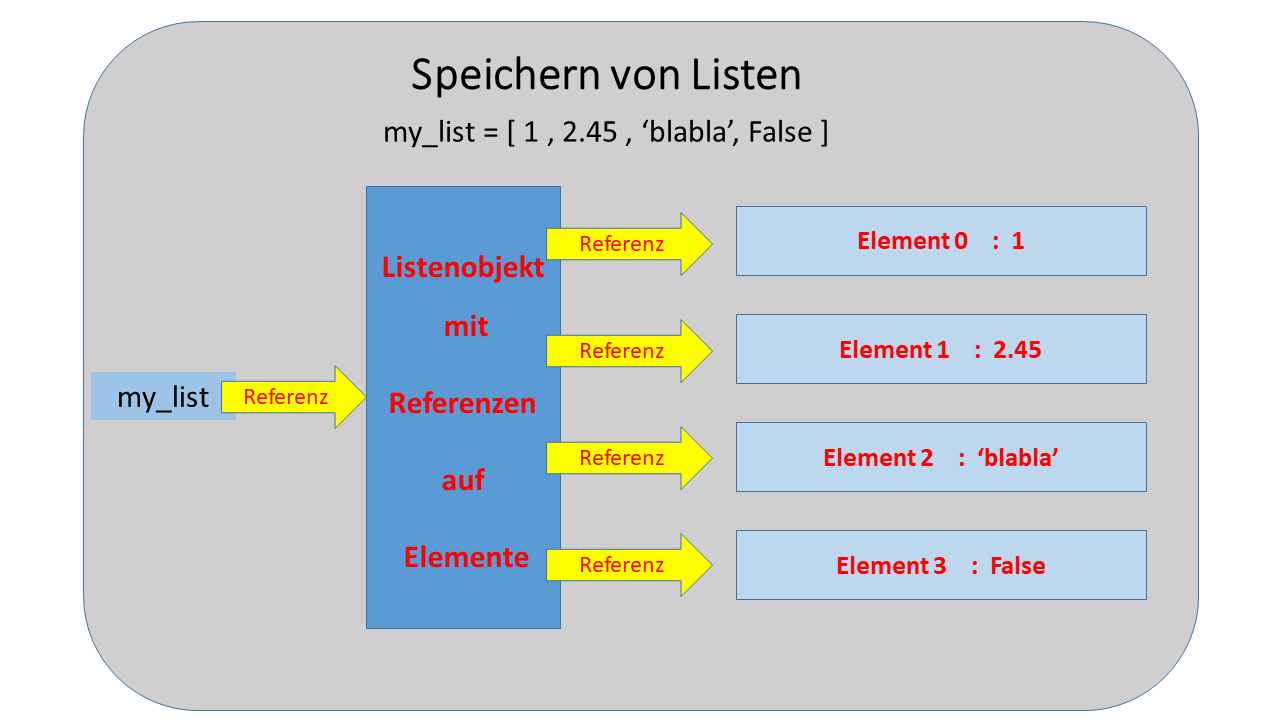 Speichern von Listen
my_list = [ 1 , 2.45 , ‘blabla’, False ]
my_list
Referenz
Listenobjekt
mit
Referenzen
auf
Elemente
Referenz
Element 0 : 1
Referenz
Element 1 : 2.45
Referenz
Element 2 : ‘blabla’
Referenz
Element 3 : False